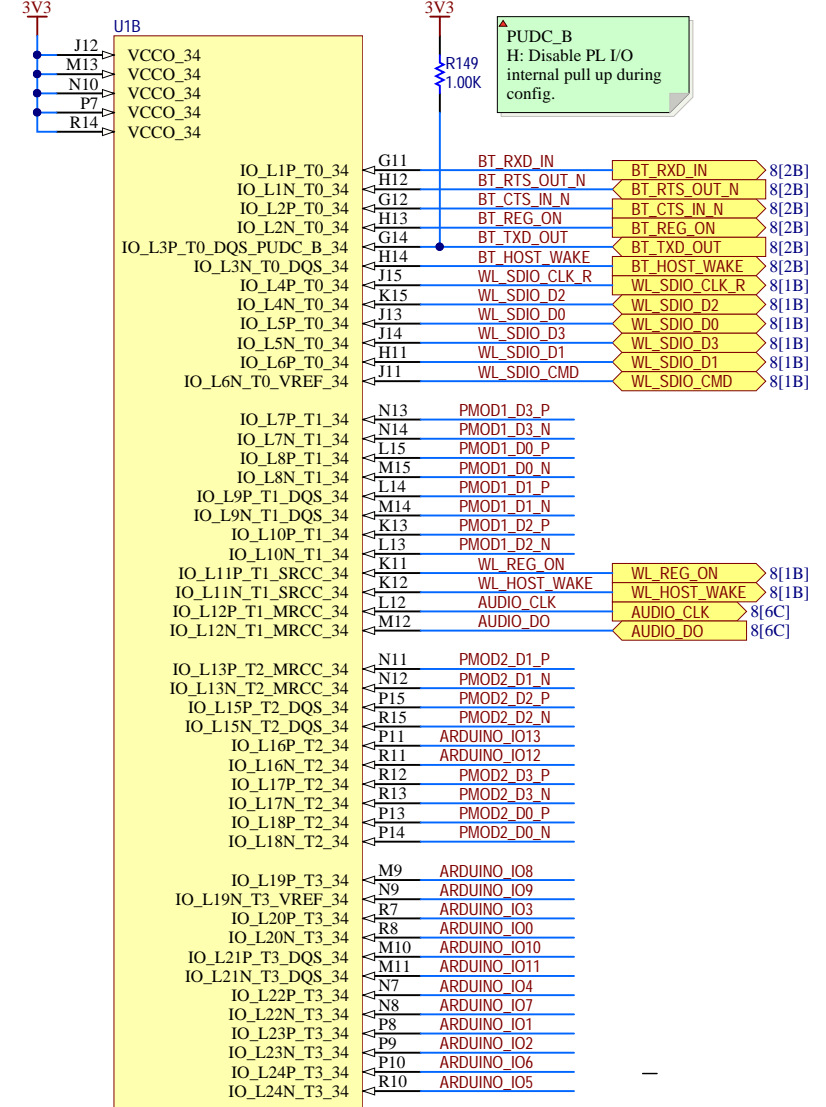 3V3
3V3
U1B
PUDC_B
H: Disable PL I/O
internal pull up during
config.
R149
1.00K
J12 VCCO_34
M13 VCCO_34
N10 VCCO_34
P7 VCCO_34
R14 VCCO_34
IO_L1P_T0_34 G11 BT_RXD_IN BT_RXD_IN 8[2B]
IO_L1N_T0_34 H12 BT_RTS_OUT_N BT_RTS_OUT_N 8[2B]
IO_L2P_T0_34 G12 BT_CTS_IN_N BT_CTS_IN_N 8[2B]
IO_L2N_T0_34 H13 BT_REG_ON BT_REG_ON 8[2B]
IO_L3P_T0_DQS_PUDC_B_34 G14 BT_TXD_OUT BT_TXD_OUT 8[2B]
IO_L3N_T0_DQS_34 H14 BT_HOST_WAKE BT_HOST_WAKE 8[2B]
IO_L4P_T0_34 J15 WL_SDIO_CLK_R WL_SDIO_CLK_R 8[1B]
IO_L4N_T0_34 K15 WL_SDIO_D2 WL_SDIO_D2 8[1B]
IO_L5P_T0_34 J13 WL_SDIO_D0 WL_SDIO_D0 8[1B]
IO_L5N_T0_34 J14 WL_SDIO_D3 WL_SDIO_D3 8[1B]
IO_L6P_T0_34 H11 WL_SDIO_D1 WL_SDIO_D1 8[1B]
IO_L6N_T0_VREF_34 J11 WL_SDIO_CMD WL_SDIO_CMD 8[1B]
IO_L7P_T1_34 N13 PMOD1_D3_P
IO_L7N_T1_34 N14 PMOD1_D3_N
IO_L8P_T1_34 L15 PMOD1_D0_P
IO_L8N_T1_34 M15 PMOD1_D0_N
IO_L9P_T1_DQS_34 L14 PMOD1_D1_P
IO_L9N_T1_DQS_34 M14 PMOD1_D1_N
IO_L10P_T1_34 K13 PMOD1_D2_P
IO_L10N_T1_34 L13 PMOD1_D2_N
IO_L11P_T1_SRCC_34 K11 WL_REG_ON WL_REG_ON 8[1B]
IO_L11N_T1_SRCC_34 K12 WL_HOST_WAKE WL_HOST_WAKE 8[1B]
IO_L12P_T1_MRCC_34 L12 AUDIO_CLK AUDIO_CLK 8[6C]
IO_L12N_T1_MRCC_34 M12 AUDIO_DO AUDIO_DO 8[6C]
IO_L13P_T2_MRCC_34 N11 PMOD2_D1_P
IO_L13N_T2_MRCC_34 N12 PMOD2_D1_N
IO_L15P_T2_DQS_34 P15 PMOD2_D2_P
IO_L15N_T2_DQS_34 R15 PMOD2_D2_N
IO_L16P_T2_34 P11 ARDUINO_IO13
IO_L16N_T2_34 R11 ARDUINO_IO12
IO_L17P_T2_34 R12 PMOD2_D3_P
IO_L17N_T2_34 R13 PMOD2_D3_N
IO_L18P_T2_34 P13 PMOD2_D0_P
IO_L18N_T2_34 P14 PMOD2_D0_N
IO_L19P_T3_34 M9 ARDUINO_IO8
IO_L19N_T3_VREF_34 N9 ARDUINO_IO9
IO_L20P_T3_34 R7 ARDUINO_IO3
IO_L20N_T3_34 R8 ARDUINO_IO0
IO_L21P_T3_DQS_34 M10 ARDUINO_IO10
IO_L21N_T3_DQS_34 M11 ARDUINO_IO11
IO_L22P_T3_34 N7 ARDUINO_IO4
IO_L22N_T3_34 N8 ARDUINO_IO7
IO_L23P_T3_34 P8 ARDUINO_IO1
IO_L23N_T3_34 P9 ARDUINO_IO2
IO_L24P_T3_34 P10 ARDUINO_IO6
IO_L24N_T3_34 R10 ARDUINO_IO5